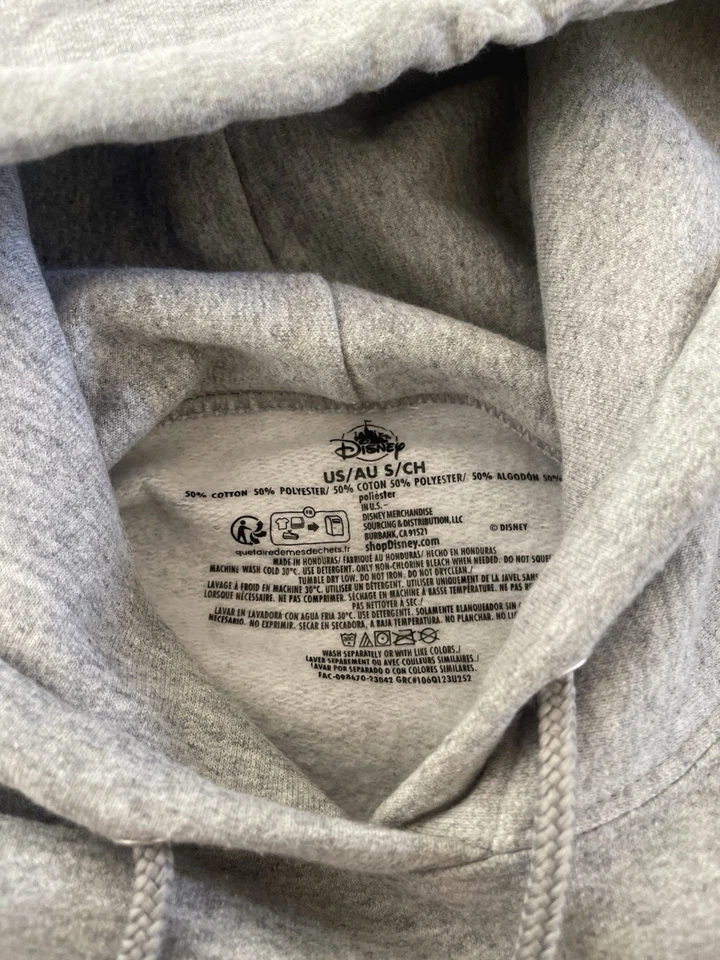 Disney
US/AU S/CH
50% COTTON 50% POLYESTER/ 50% COTON 50% POLYESTER/ 50% ALGODÓN 50%
poliéster
IN U.S. –
DISNEY MERCHANDISE
SOURCING & DISTRIBUTION, LLC
BURBANK, CA 91521
shopDisney.com
© DISNEY
FR
quefairedemesdechets.fr
MADE IN HONDURAS/ FABRIQUÉ AU HONDURAS/ HECHO EN HONDURAS
MACHINE WASH COLD 30°C. USE DETERGENT. ONLY NON-CHLORINE BLEACH WHEN NEEDED. DO NOT SQUE
TUMBLE DRY LOW. DO NOT IRON. DO NOT DRYCLEAN./
LAVAGE À FROID EN MACHINE 30°C. UTILISER UN DÉTERGENT. UTILISER UNIQUEMENT DE LA JAVEL SANS
LORSQUE NÉCESSAIRE. NE PAS COMPRIMER. SÉCHAGE EN MACHINE À BASSE TEMPÉRATURE. NE PAS
PAS NETTOYER À SEC./
LAVAR EN LAVADORA CON AGUA FRIA 30°C. USE DETERGENTE. SOLAMENTE BLANQUEADOR SIN
NECESARIO. NO EXPRIMIR. SECAR EN SECADORA, A BAJA TEMPERATURA. NO PLANCHAR. NO
WASH SEPARATELY OR WITH LIKE COLORS./
LAVER SEPAREMENT OU AVEC COULEURS SIMILAIRES./
LAVAR POR SEPARADO O CON COLORES SIMILARES.
FAC-098670-23042 GRC#106Q123U252